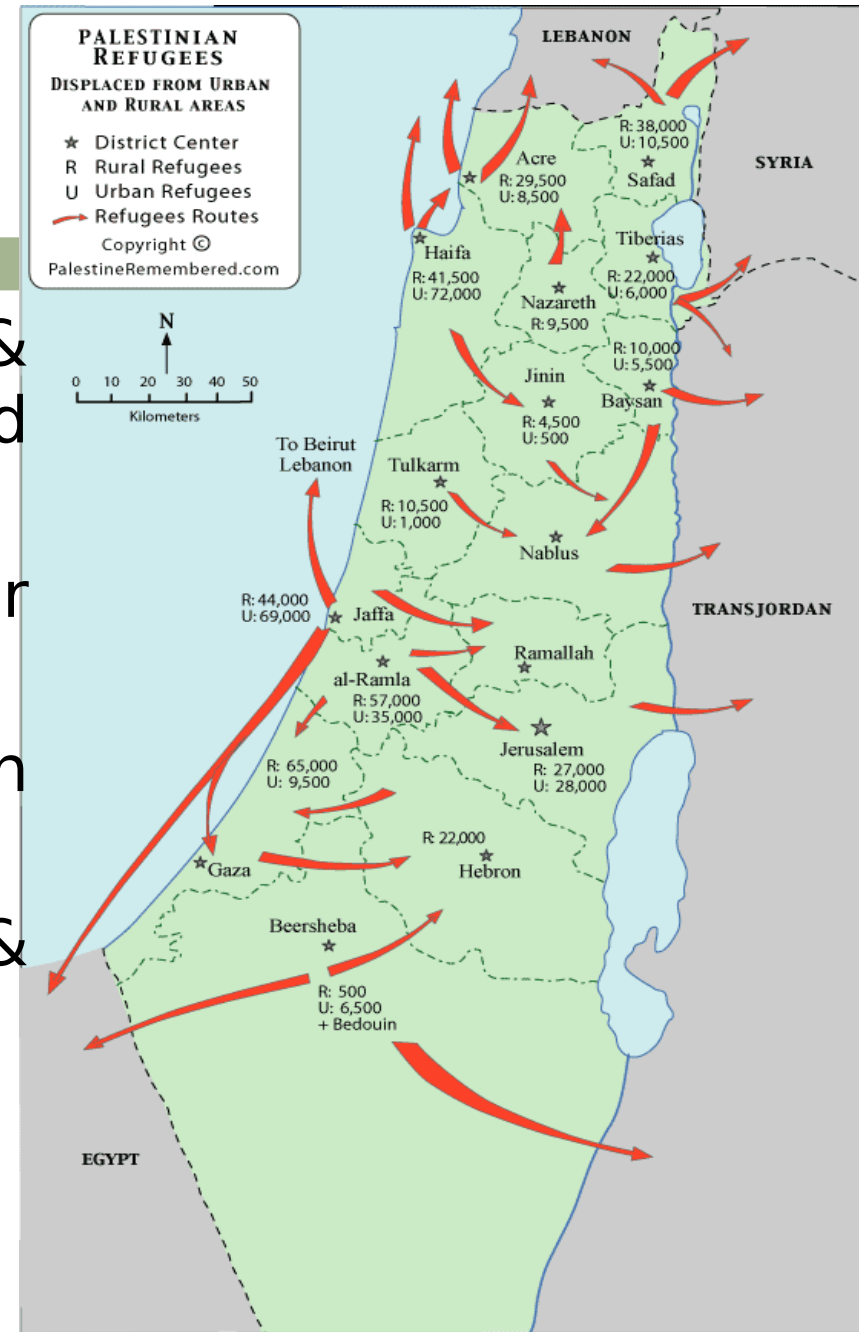 PALESTINIAN
REFUGEES
DISPLACED FROM URBAN
AND RURAL AREAS
District Center
R Rural Refugees
U Urban Refugees
Refugees Routes
Copyright ©
PalestineRemembered.com
LEBANON
SYRIA
R: 38,000
U: 10,500
Safad
Acre
R: 29,500
U: 8,500
Haifa
R: 41,500
U: 72,000
Tiberias
R: 22,000
U: 6,000
Nazareth
R: 9,500
&
d
r
n
&
N
0 10 20 30 40 50
Kilometers
R: 10,000
U: 5,500
Baysan
Jinin
R: 4,500
U: 500
To Beirut
Lebanon
Tulkarm
R: 10,500
U: 1,000
Nablus
TRANSJORDAN
R: 44,000
U: 69,000
Jaffa
Ramallah
al-Ramla
R: 57,000
U: 35,000
Jerusalem
R: 27,000
U: 28,000
R: 65,000
U: 9,500
Gaza
R: 22,000
Hebron
Beersheba
R: 500
U: 6,500
+ Bedouin
EGYPT